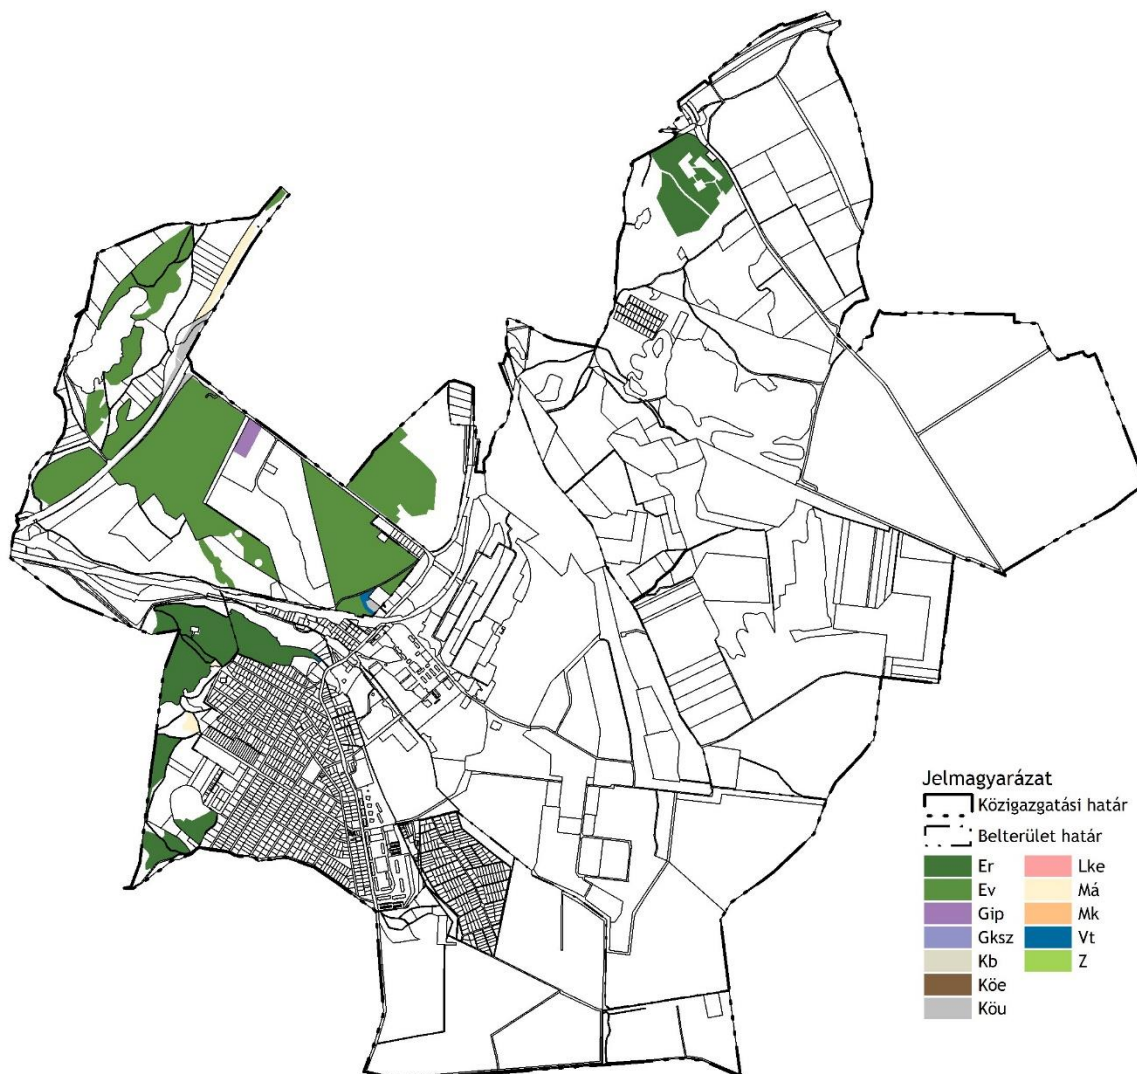 Jelmagyarázat
Közigazgatási határ
Belterület határ
Er
Ev
Gip
Gksz
Kb
Köe
Köu
Lke
Má
Mk
Vt
Z